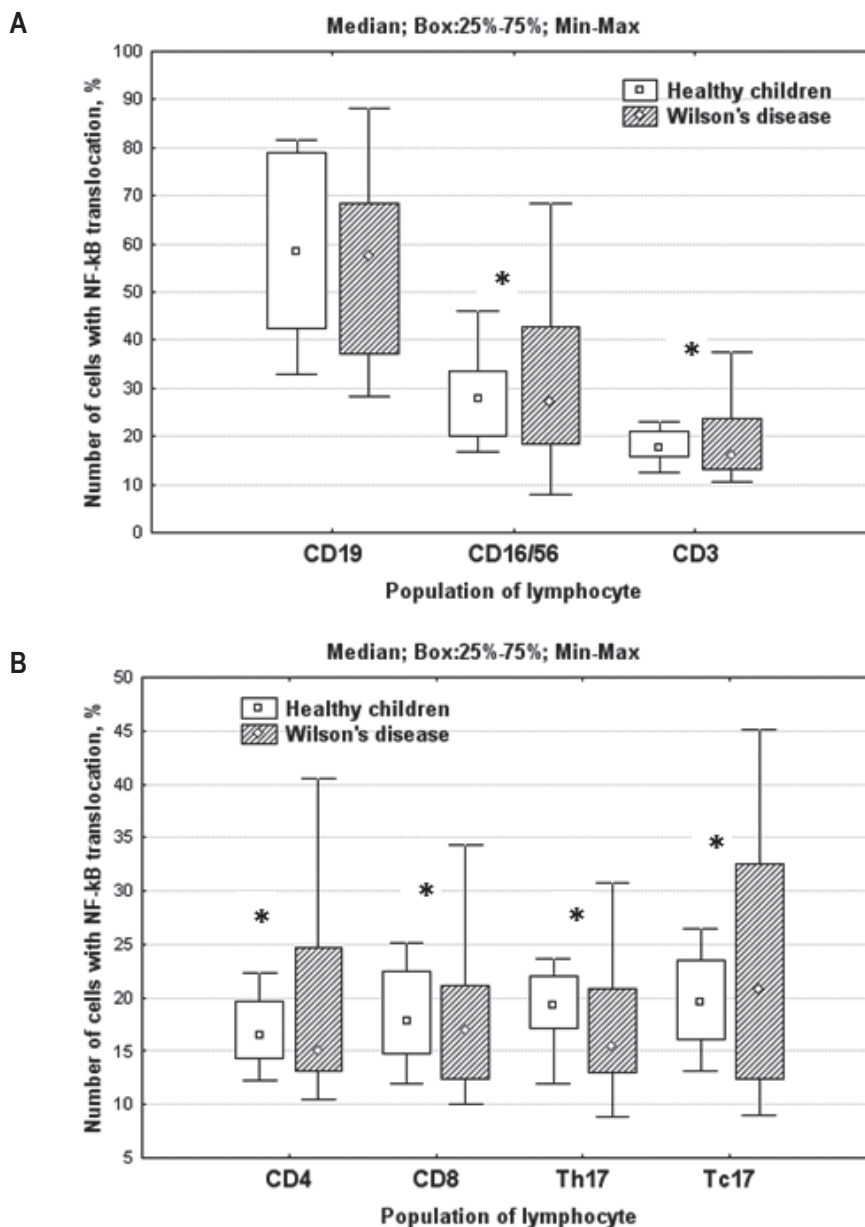 A
Median; Box:25%-75%; Min-Max
Number of cells with NF-kB translocation, %
100
90
80
70
60
50
40
30
20
10
0
Healthy children
Wilson's disease
*
*
CD19 CD16/56 CD3
Population of lymphocyte
B
Median; Box:25%-75%; Min-Max
Number of cells with NF-kB translocation, %
50
45
40
35
30
25
20
15
10
5
Healthy children
Wilson's disease
*
*
*
*
CD4 CD8 Th17 Tc17
Population of lymphocyte